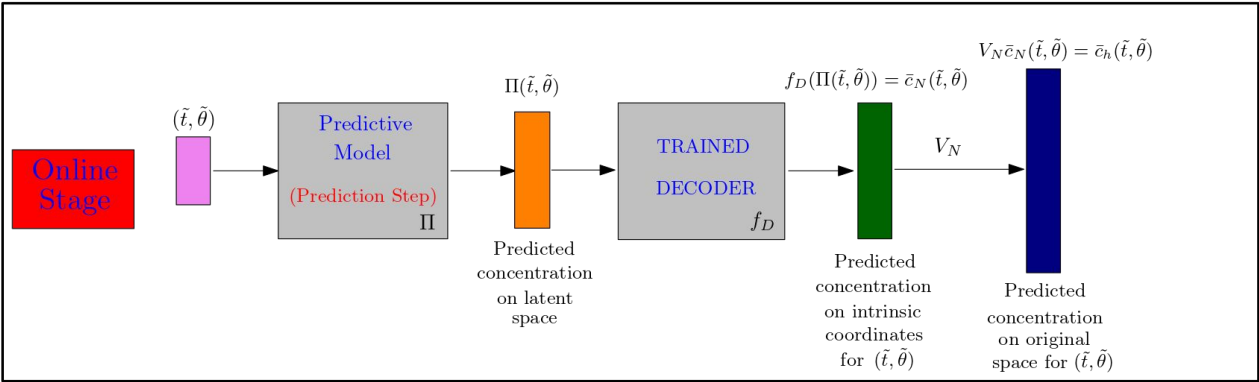 Online
Stage
(t̃, θ̃)
Predictive
Model
(Prediction Step)
Π
Π(t̃, θ̃)
Predicted
concentration
on latent
space
TRAINED
DECODER
f_D
f_D(Π(t̃, θ̃)) = c̄_N(t̃, θ̃)
Predicted
concentration
on intrinsic
coordinates
for (t̃, θ̃)
V_N
V_N c̄_N(t̃, θ̃) = c̄_h(t̃, θ̃)
Predicted
concentration
on original
space for (t̃, θ̃)